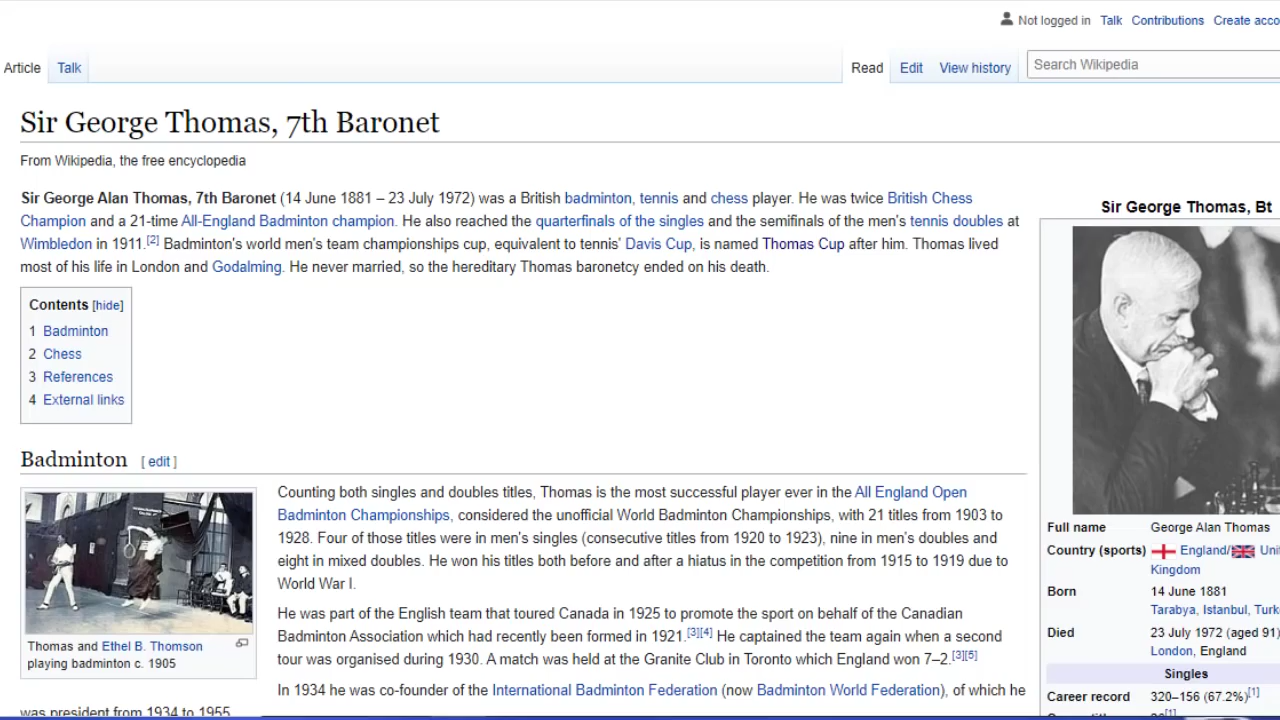 Not logged in Talk Contributions Create acco
Article Talk Read Edit View history Search Wikipedia
Sir George Thomas, 7th Baronet
From Wikipedia, the free encyclopedia
Sir George Alan Thomas, 7th Baronet (14 June 1881 – 23 July 1972) was a British badminton, tennis and chess player. He was twice British Chess
Champion and a 21-time All-England Badminton champion. He also reached the quarterfinals of the singles and the semifinals of the men's tennis doubles at
Wimbledon in 1911.[2] Badminton's world men's team championships cup, equivalent to tennis' Davis Cup, is named Thomas Cup after him. Thomas lived
most of his life in London and Godalming. He never married, so the hereditary Thomas baronetcy ended on his death.
Contents [hide]
1 Badminton
2 Chess
3 References
4 External links
Badminton [ edit ]
Thomas and Ethel B. Thomson
playing badminton c. 1905
Counting both singles and doubles titles, Thomas is the most successful player ever in the All England Open
Badminton Championships, considered the unofficial World Badminton Championships, with 21 titles from 1903 to
1928. Four of those titles were in men's singles (consecutive titles from 1920 to 1923), nine in men's doubles and
eight in mixed doubles. He won his titles both before and after a hiatus in the competition from 1915 to 1919 due to
World War I.
He was part of the English team that toured Canada in 1925 to promote the sport on behalf of the Canadian
Badminton Association which had recently been formed in 1921.[3][4] He captained the team again when a second
tour was organised during 1930. A match was held at the Granite Club in Toronto which England won 7–2.[3][5]
In 1934 he was co-founder of the International Badminton Federation (now Badminton World Federation), of which he
was president from 1934 to 1955.
Sir George Thomas, Bt
Full name George Alan Thomas
Country (sports) England/ Uni
Kingdom
Born 14 June 1881
Tarabya, Istanbul, Turk
Died 23 July 1972 (aged 91)
London, England
Singles
Career record 320–156 (67.2%)[1]